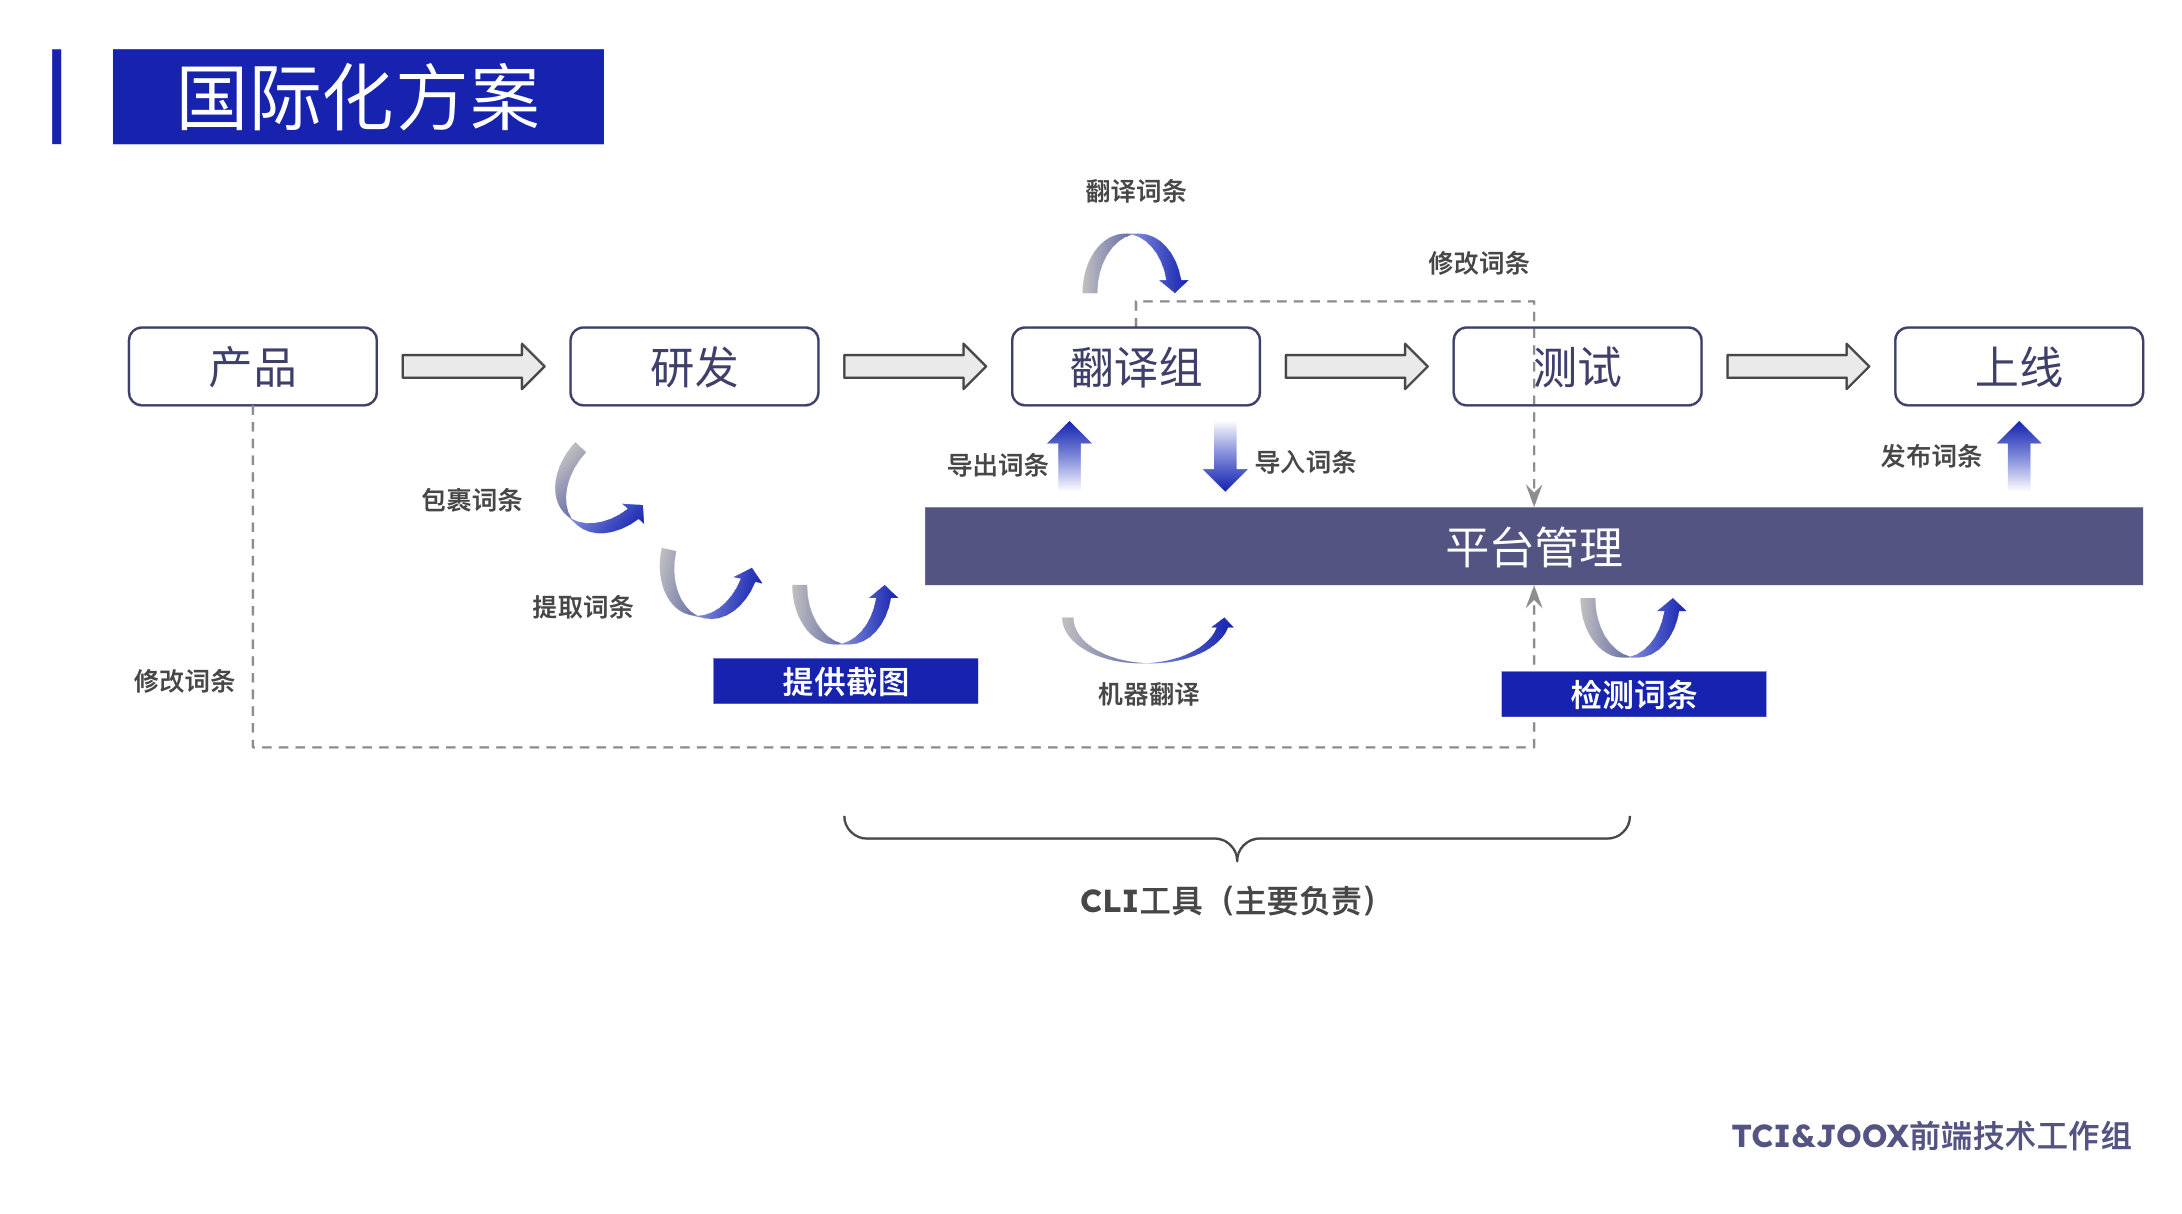 国际化方案
翻译词条
修改词条
产品
研发
翻译组
测试
上线
导出词条
导入词条
发布词条
包裹词条
平台管理
提取词条
修改词条
提供截图
机器翻译
检测词条
CLI工具（主要负责）
TCI&JOOX前端技术工作组